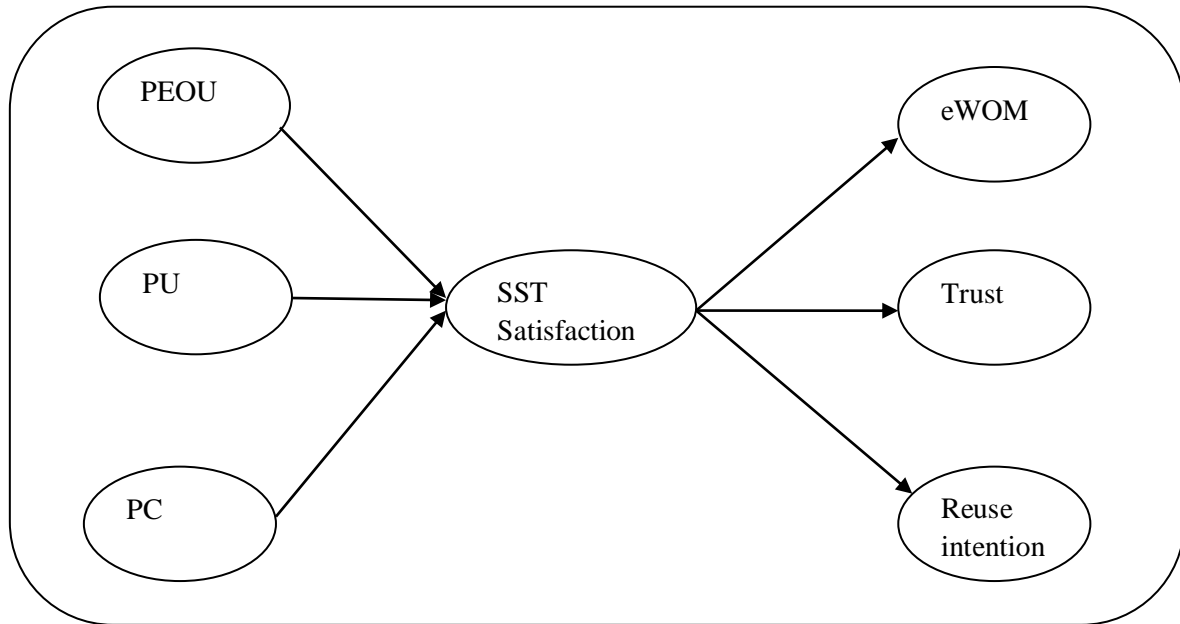 PEOU
eWOM
PU
SST
Satisfaction
Trust
PC
Reuse
intention